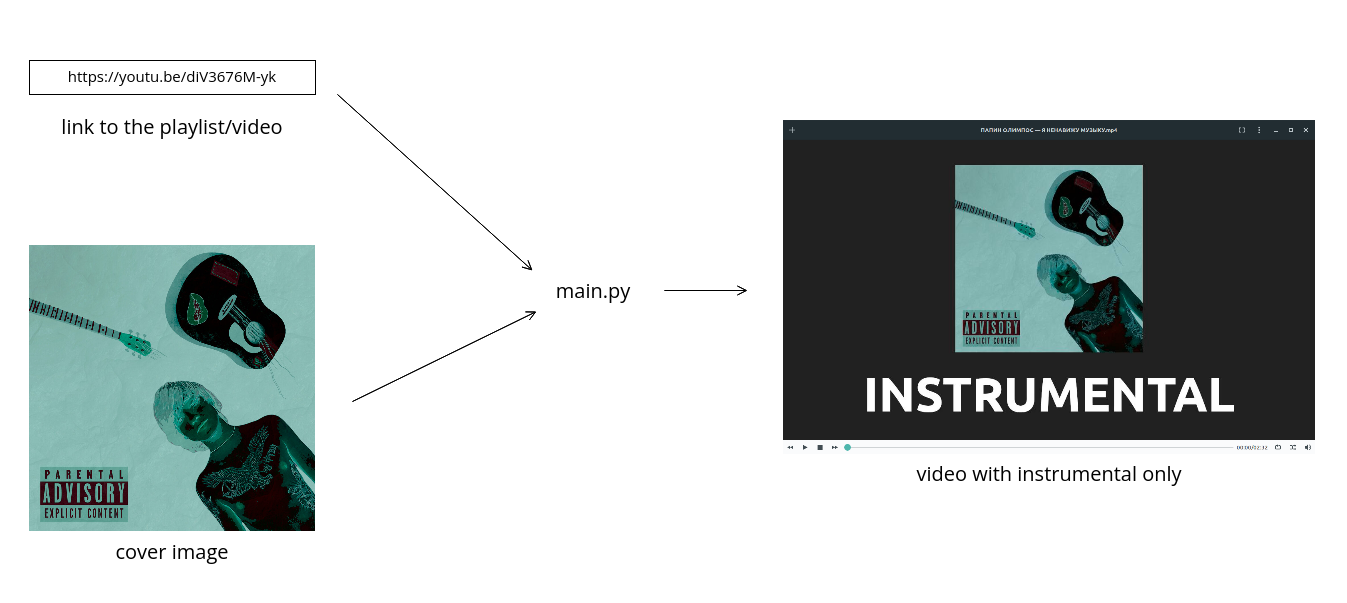 https://youtu.be/diV3676M-yk
link to the playlist/video
PARENTAL
ADVISORY
EXPLICIT CONTENT
cover image
main.py
ПАПИН ОЛИМПОС — Я НЕНАВИЖУ МУЗЫКУ.mp4
PARENTAL
ADVISORY
EXPLICIT CONTENT
INSTRUMENTAL
00:00/02:32
video with instrumental only